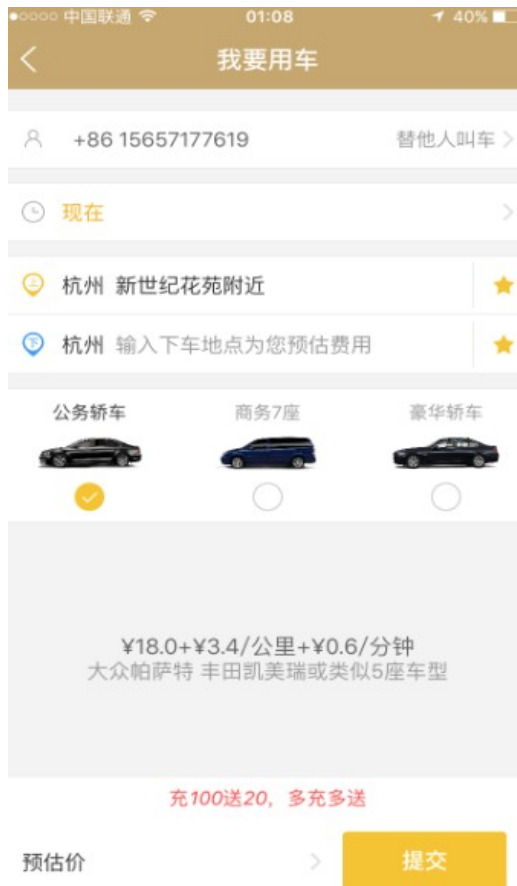 中国联通 01:08 40%
我要用车
+86 15657177619 替他人叫车
现在
上 杭州 新世纪花苑附近
下 杭州 输入下车地点为您预估费用
公务轿车 商务7座 豪华轿车
¥18.0+¥3.4/公里+¥0.6/分钟
大众帕萨特 丰田凯美瑞或类似5座车型
充100送20，多充多送
预估价 提交